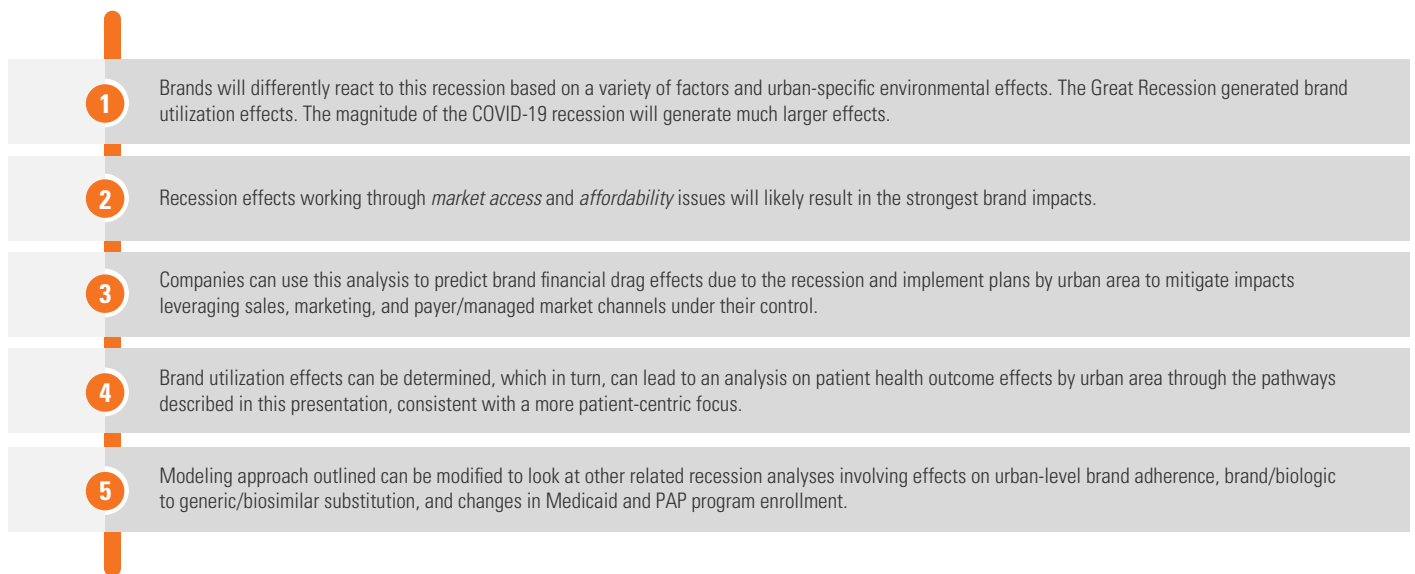 1
Brands will differently react to this recession based on a variety of factors and urban-specific environmental effects. The Great Recession generated brand
utilization effects. The magnitude of the COVID-19 recession will generate much larger effects.
2
Recession effects working through market access and affordability issues will likely result in the strongest brand impacts.
3
Companies can use this analysis to predict brand financial drag effects due to the recession and implement plans by urban area to mitigate impacts
leveraging sales, marketing, and payer/managed market channels under their control.
4
Brand utilization effects can be determined, which in turn, can lead to an analysis on patient health outcome effects by urban area through the pathways
described in this presentation, consistent with a more patient-centric focus.
5
Modeling approach outlined can be modified to look at other related recession analyses involving effects on urban-level brand adherence, brand/biologic
to generic/biosimilar substitution, and changes in Medicaid and PAP program enrollment.